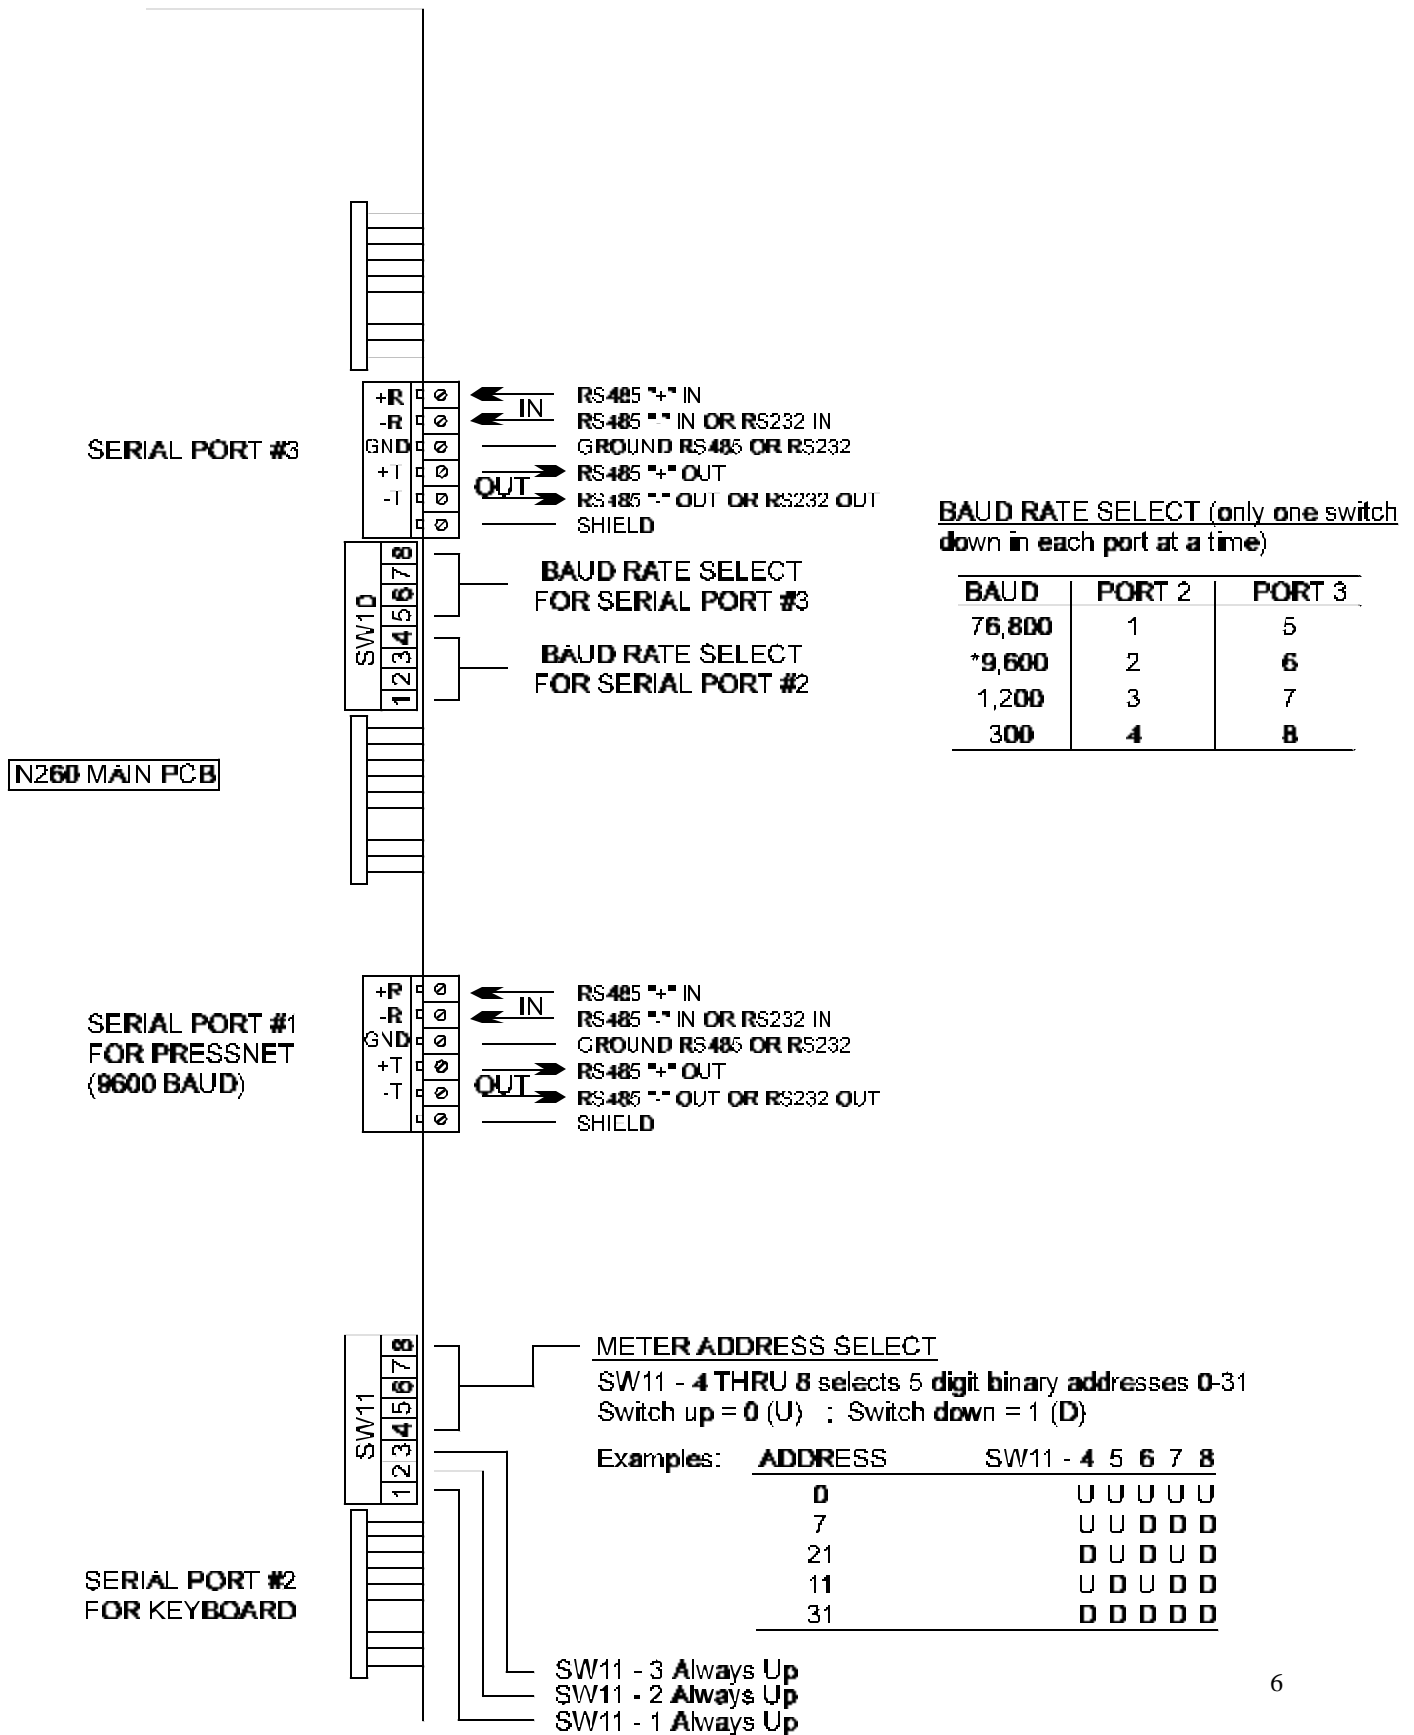 +R
-R
GND
+T
-T
IN
OUT
RS485 "+" IN
RS485 "-" IN OR RS232 IN
GROUND RS485 OR RS232
RS485 "+" OUT
RS485 "-" OUT OR RS232 OUT
SHIELD
SERIAL PORT #3
SW10
8
7
6
5
4
3
2
1
BAUD RATE SELECT
FOR SERIAL PORT #3
BAUD RATE SELECT
FOR SERIAL PORT #2
BAUD RATE SELECT (only one switch
down in each port at a time)
BAUD PORT 2 PORT 3
76,800 1 5
*9,600 2 6
1,200 3 7
300 4 8
N260 MAIN PCB
SERIAL PORT #1
FOR PRESSNET
(9600 BAUD)
+R
-R
GND
+T
-T
IN
OUT
RS485 "+" IN
RS485 "-" IN OR RS232 IN
GROUND RS485 OR RS232
RS485 "+" OUT
RS485 "-" OUT OR RS232 OUT
SHIELD
SW11
8
7
6
5
4
3
2
1
METER ADDRESS SELECT
SW11 - 4 THRU 8 selects 5 digit binary addresses 0-31
Switch up = 0 (U) ; Switch down = 1 (D)
Examples: ADDRESS SW11 - 4 5 6 7 8
0 U U U U U
7 U U D D D
21 D U D U D
11 U D U D D
31 D D D D D
SERIAL PORT #2
FOR KEYBOARD
SW11 - 3 Always Up
SW11 - 2 Always Up
SW11 - 1 Always Up
6